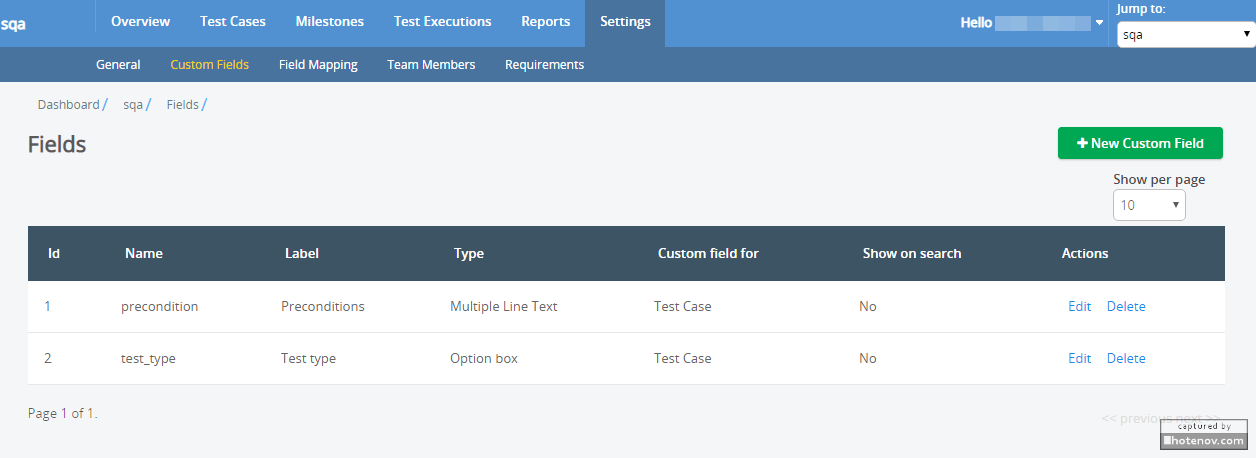 sqa
Overview Test Cases Milestones Test Executions Reports Settings
Hello
Jump to:
sqa
General Custom Fields Field Mapping Team Members Requirements
Dashboard / sqa / Fields /
Fields
+ New Custom Field
Show per page
10
Id Name Label Type Custom field for Show on search Actions
1 precondition Preconditions Multiple Line Text Test Case No Edit Delete
2 test_type Test type Option box Test Case No Edit Delete
Page 1 of 1.
<< previous next >>
captured by
hotenov.com